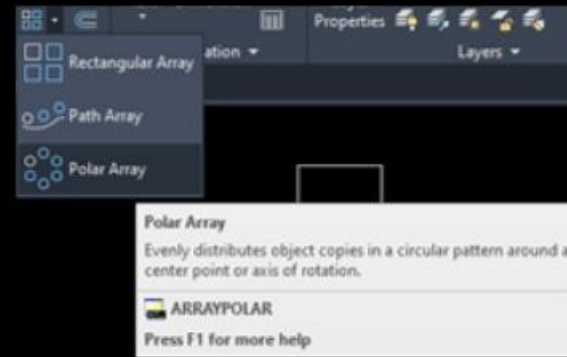 Properties
ation
Layers
Rectangular Array
Path Array
Polar Array
Polar Array
Evenly distributes object copies in a circular pattern around a
center point or axis of rotation.
ARRAYPOLAR
Press F1 for more help